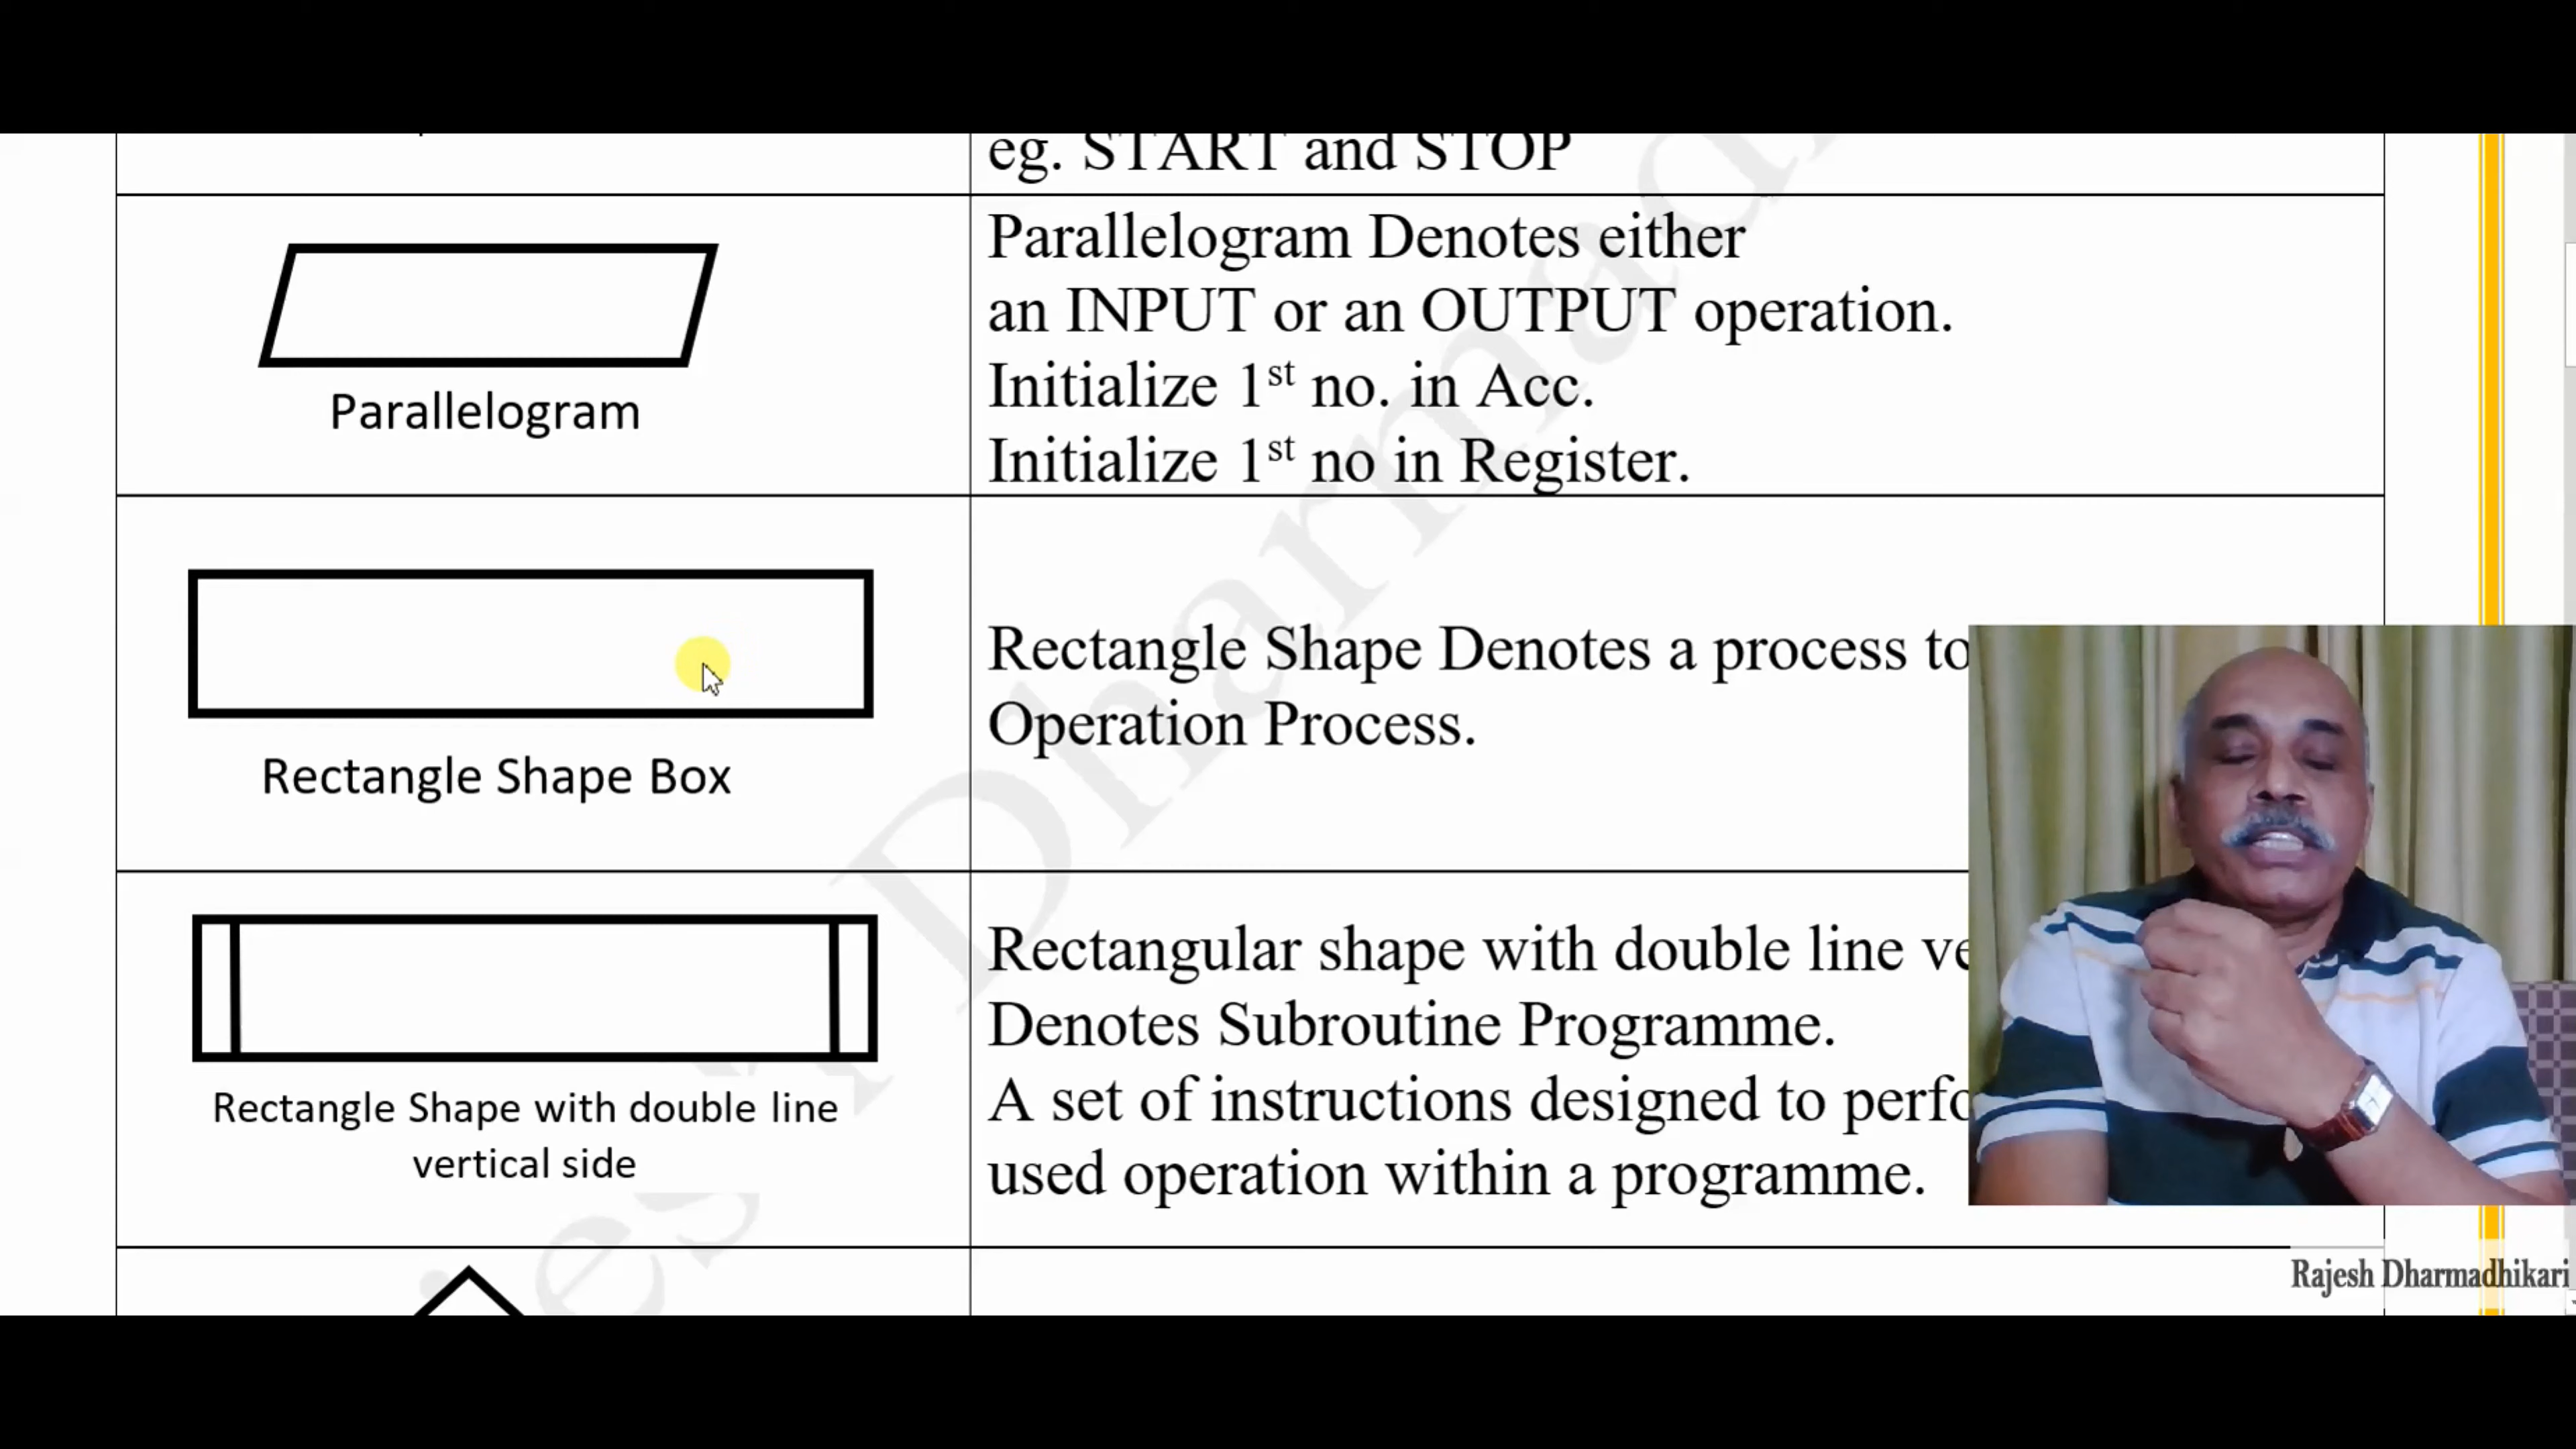 eg. START and STOP
Parallelogram
Parallelogram Denotes either
an INPUT or an OUTPUT operation.
Initialize 1st no. in Acc.
Initialize 1st no in Register.
Rectangle Shape Box
Rectangle Shape Denotes a process to
Operation Process.
Rectangle Shape with double line
vertical side
Rectangular shape with double line
Denotes Subroutine Programme.
A set of instructions designed to
used operation within a programme.
Rajesh Dharmadhikari